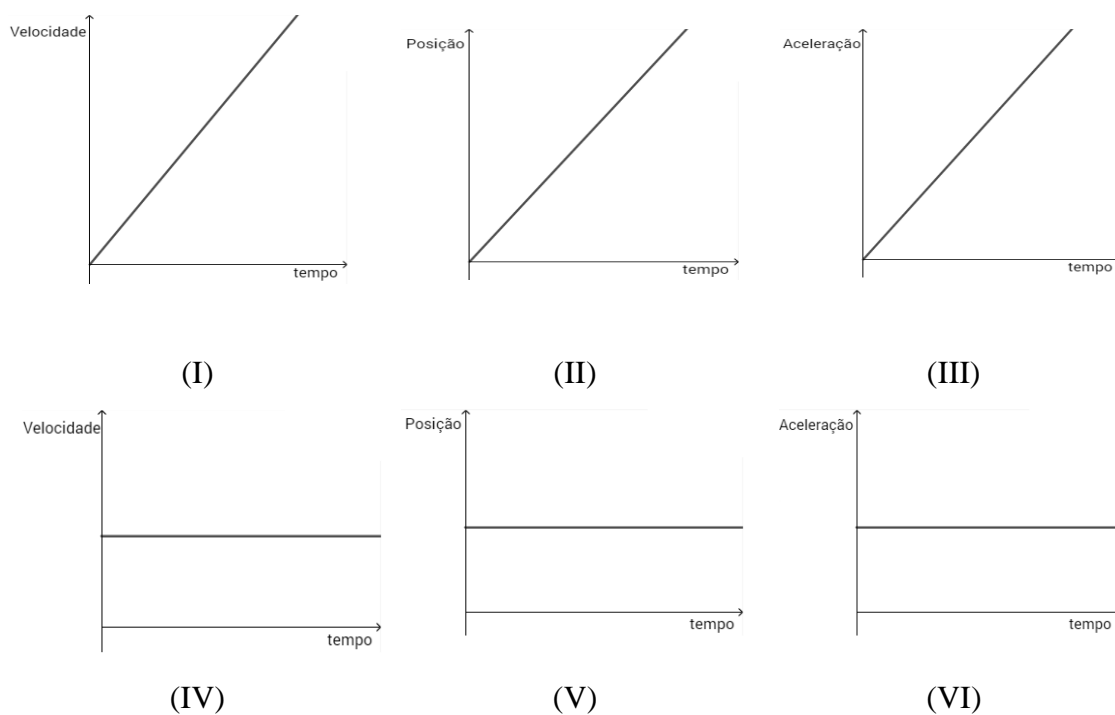 Velocidade
tempo
Posição
tempo
Aceleração
tempo
(I)
(II)
(III)
Velocidade
tempo
Posição
tempo
Aceleração
tempo
(IV)
(V)
(VI)